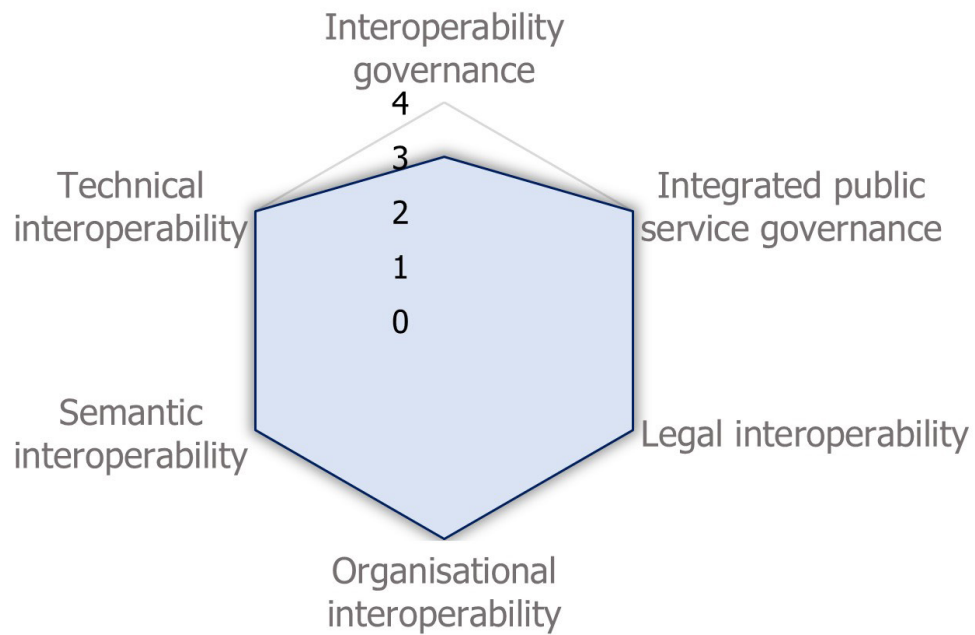 Interoperability
governance
4
3
2
1
0
Technical
interoperability
Integrated public
service governance
Semantic
interoperability
Legal interoperability
Organisational
interoperability